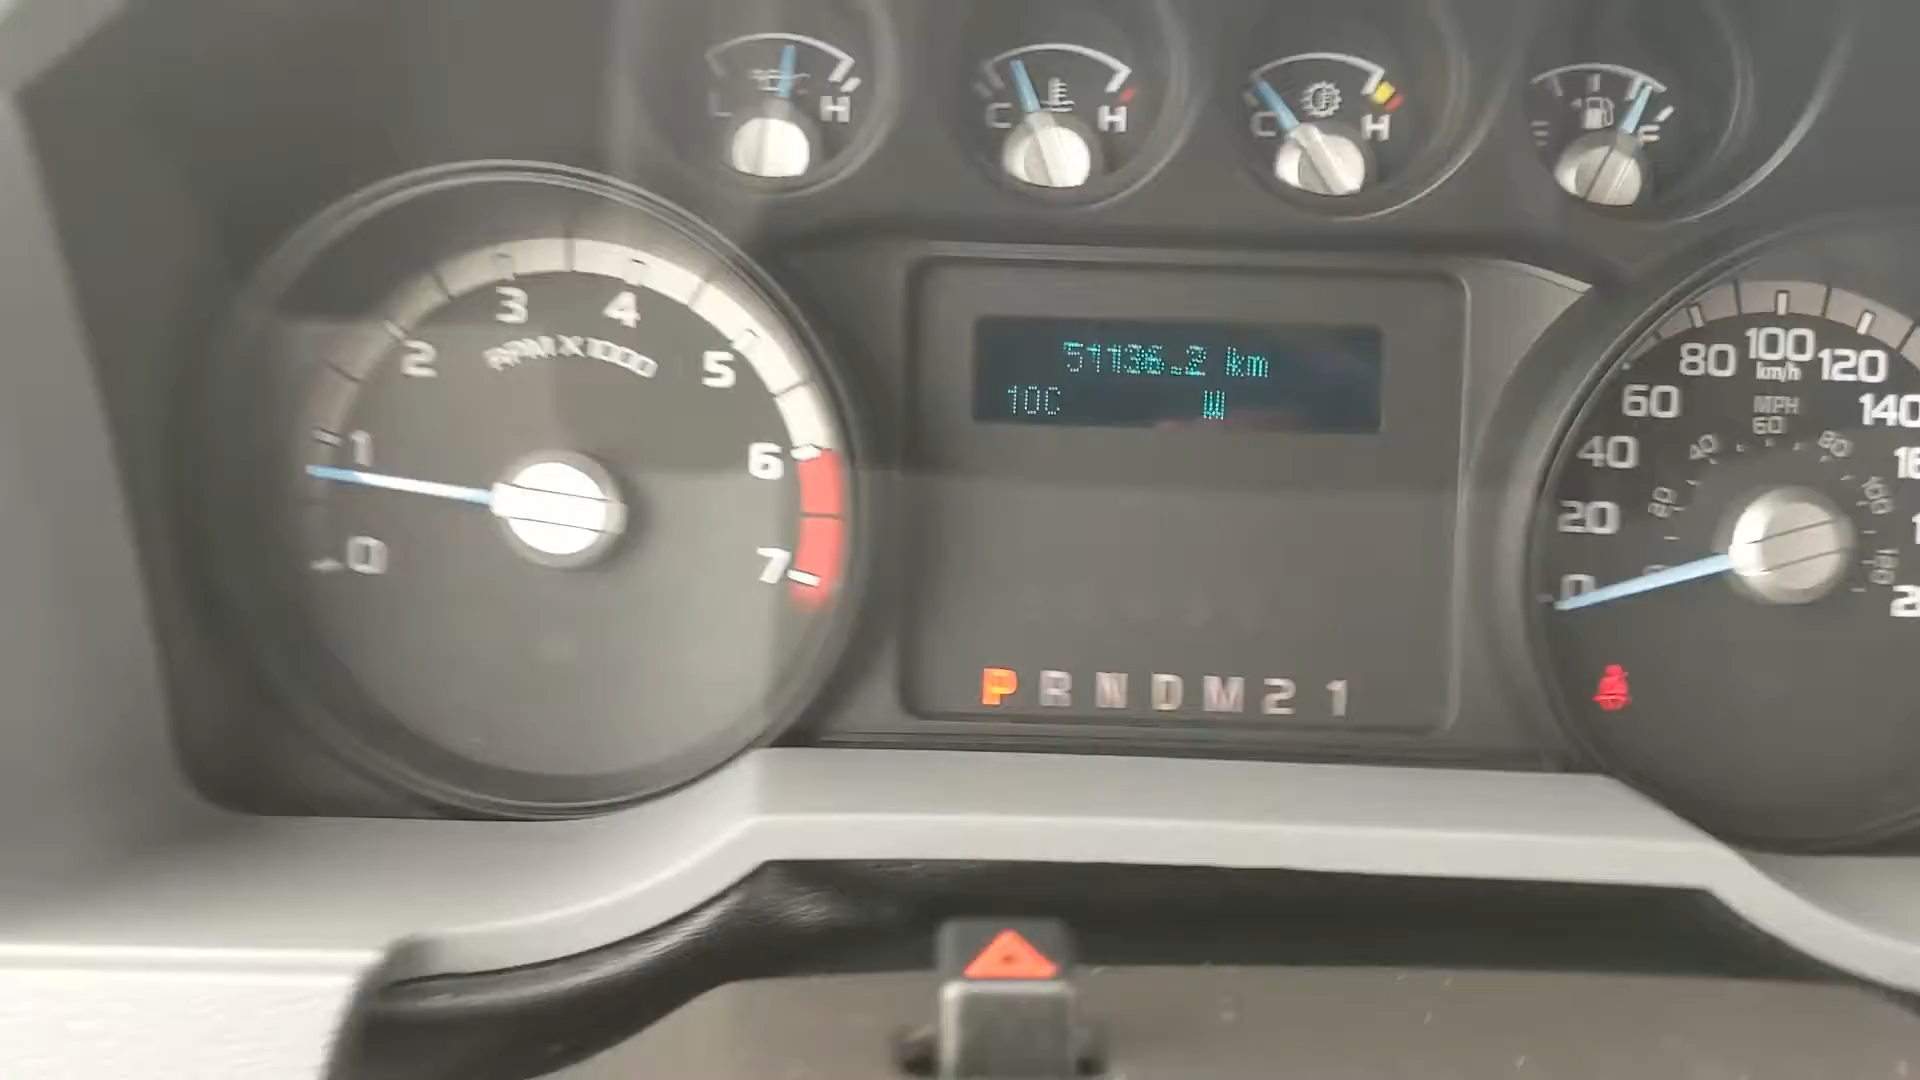 L H
C H
C H
E F
0 1 2 3 4 5 6 7
RPM X 1000
51136.2 km
10C W
P R N D M 2 1
0 20 40 60 80 100 120 140
km/h
MPH
20 40 60 80